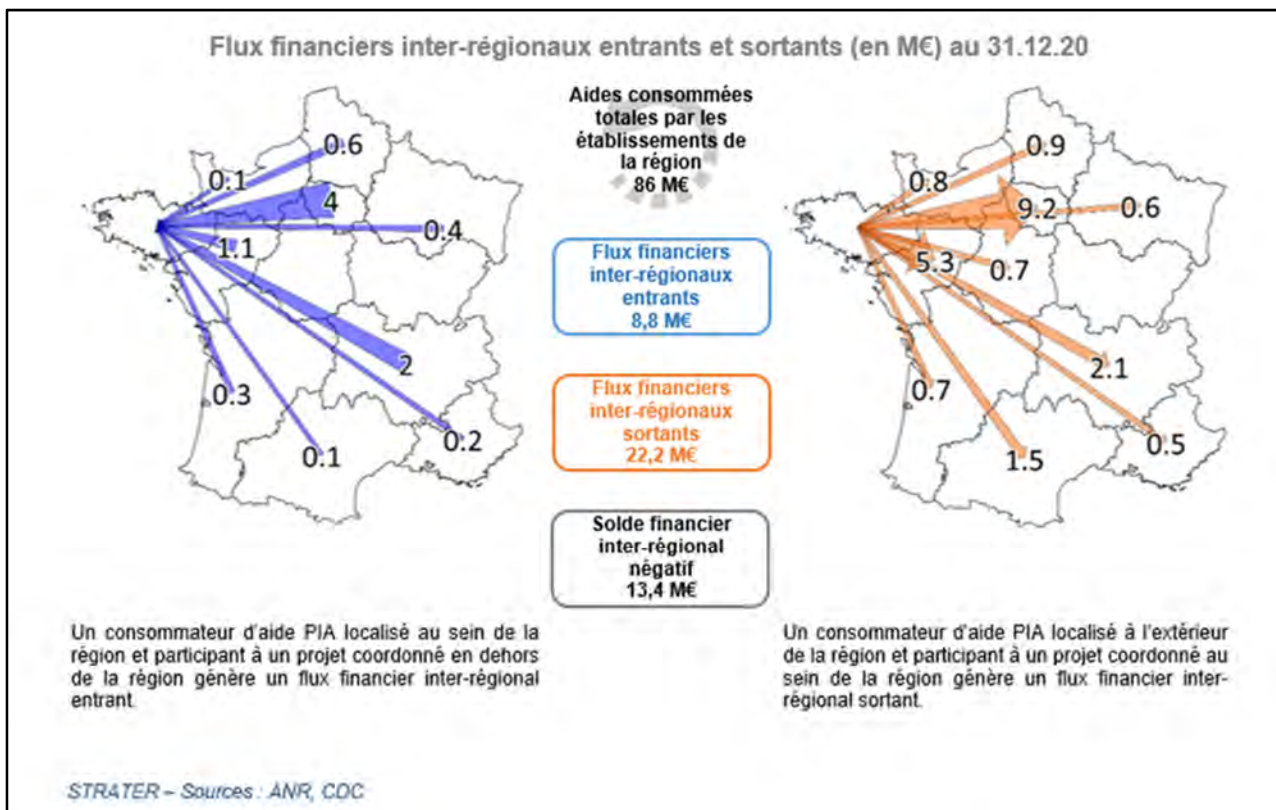 Flux financiers inter-régionaux entrants et sortants (en M€) au 31.12.20
0.6
0.1
4
0.4
1.1
2
0.3
0.2
0.1
Aides consommées
totales par les
établissements de
la région
86 M€
Flux financiers
inter-régionaux
entrants
8,8 M€
Flux financiers
inter-régionaux
sortants
22,2 M€
Solde financier
inter-régional
négatif
13,4 M€
0.9
0.8
9.2
0.6
5.3
0.7
2.1
0.7
0.5
1.5
Un consommateur d'aide PIA localisé au sein de la
région et participant à un projet coordonné en dehors
de la région génère un flux financier inter-régional
entrant.
Un consommateur d'aide PIA localisé à l'extérieur
de la région et participant à un projet coordonné au
sein de la région génère un flux financier inter-
régional sortant.
STRATER – Sources : ANR, CDC